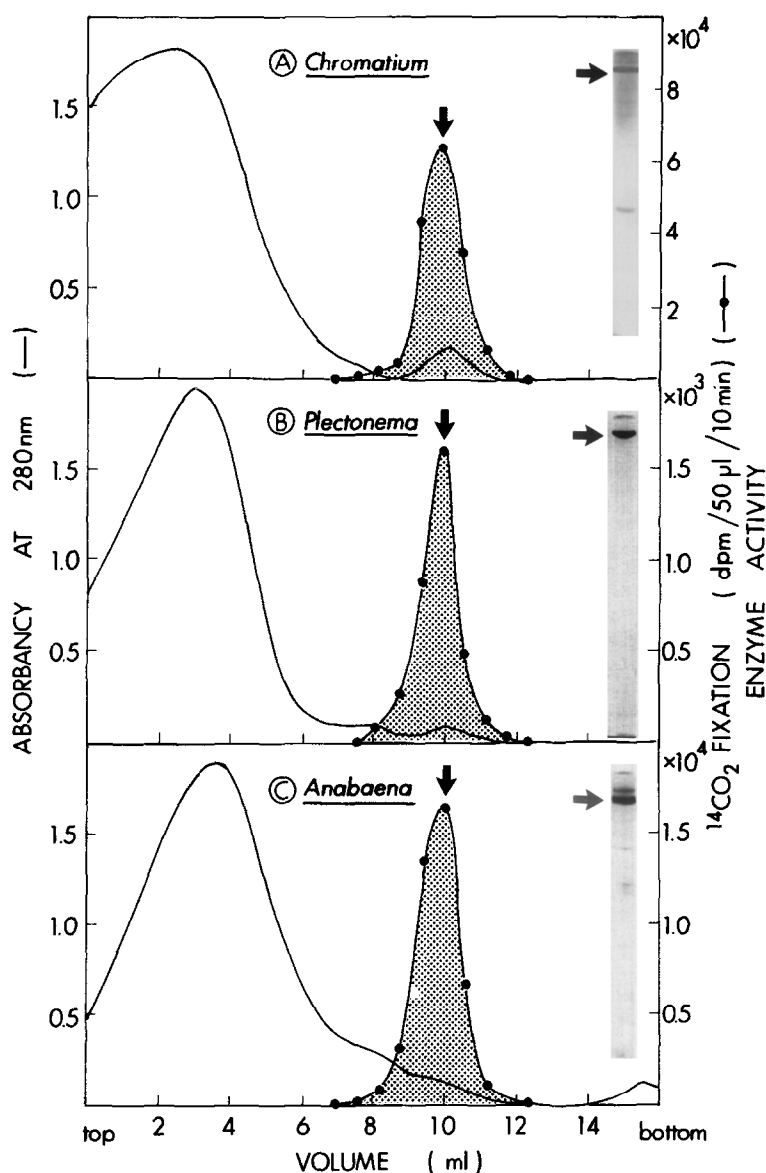 ×10⁴
Ⓐ Chromatium
1.5
1.0
0.5
8
6
4
2
×10³
Ⓑ Plectonema
1.5
1.0
0.5
1.5
1.0
0.5
×10⁴
Ⓒ Anabaena
1.5
1.0
0.5
1.5
1.0
0.5
top 2 4 6 8 10 12 14 bottom
VOLUME ( ml )
ABSORBANCY AT 280nm (—)
¹⁴CO₂ FIXATION ( dpm / 50 μl / 10 min ) (—●—)
ENZYME ACTIVITY